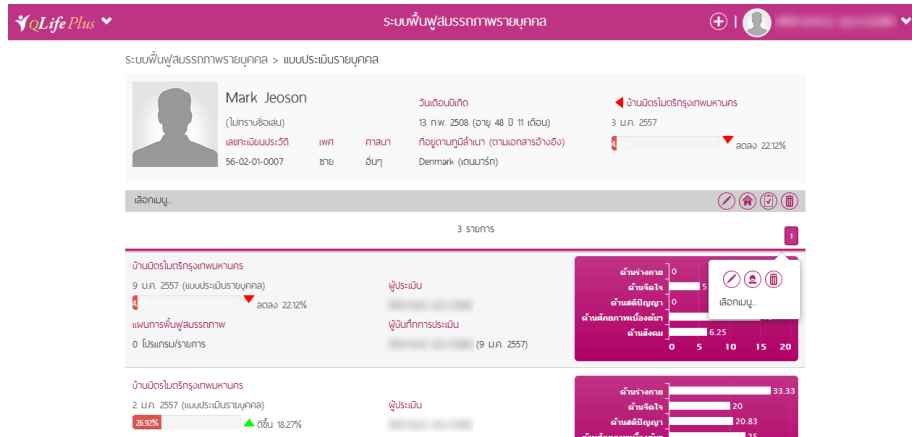 QLife Plus
ระบบฟื้นฟูสมรรถภาพรายบุคคล
ระบบฟื้นฟูสมรรถภาพรายบุคคล > แบบประเมินรายบุคคล
Mark Jeoson
(ไม่ทราบชื่อเล่น)
เลขทะเบียนประวัติ เพศ ศาสนา
56-02-01-0007 ชาย อื่นๆ
วันเดือนปีเกิด
13 ก.พ. 2508 (อายุ 48 ปี 11 เดือน)
ที่อยู่ตามภูมิลำเนา (ตามเอกสารอ้างอิง)
Denmark (เดนมาร์ก)
บ้านมิตรไมตรีกรุงเทพมหานคร
3 ม.ค. 2557
ลดลง 22.12%
เลือกเมนู..
3 รายการ
1
บ้านมิตรไมตรีกรุงเทพมหานคร
9 ม.ค. 2557 (แบบประเมินรายบุคคล)
ลดลง 22.12%
แผนการฟื้นฟูสมรรถภาพ
0 โปรแกรม/รายการ
ผู้ประเมิน
ผู้บันทึกการประเมิน
(9 ม.ค. 2557)
ด้านร่างกาย 0
ด้านจิตใจ 5
ด้านสติปัญญา 0
ด้านศักยภาพเบื้องต้นฯ
ด้านสังคม 6.25
0 5 10 15 20
เลือกเมนู..
บ้านมิตรไมตรีกรุงเทพมหานคร
2 ม.ค. 2557 (แบบประเมินรายบุคคล)
26.92% ดีขึ้น 18.27%
ผู้ประเมิน
ด้านร่างกาย 33.33
ด้านจิตใจ 20
ด้านสติปัญญา 20.83
ด้านศักยภาพเบื้องต้นฯ 25